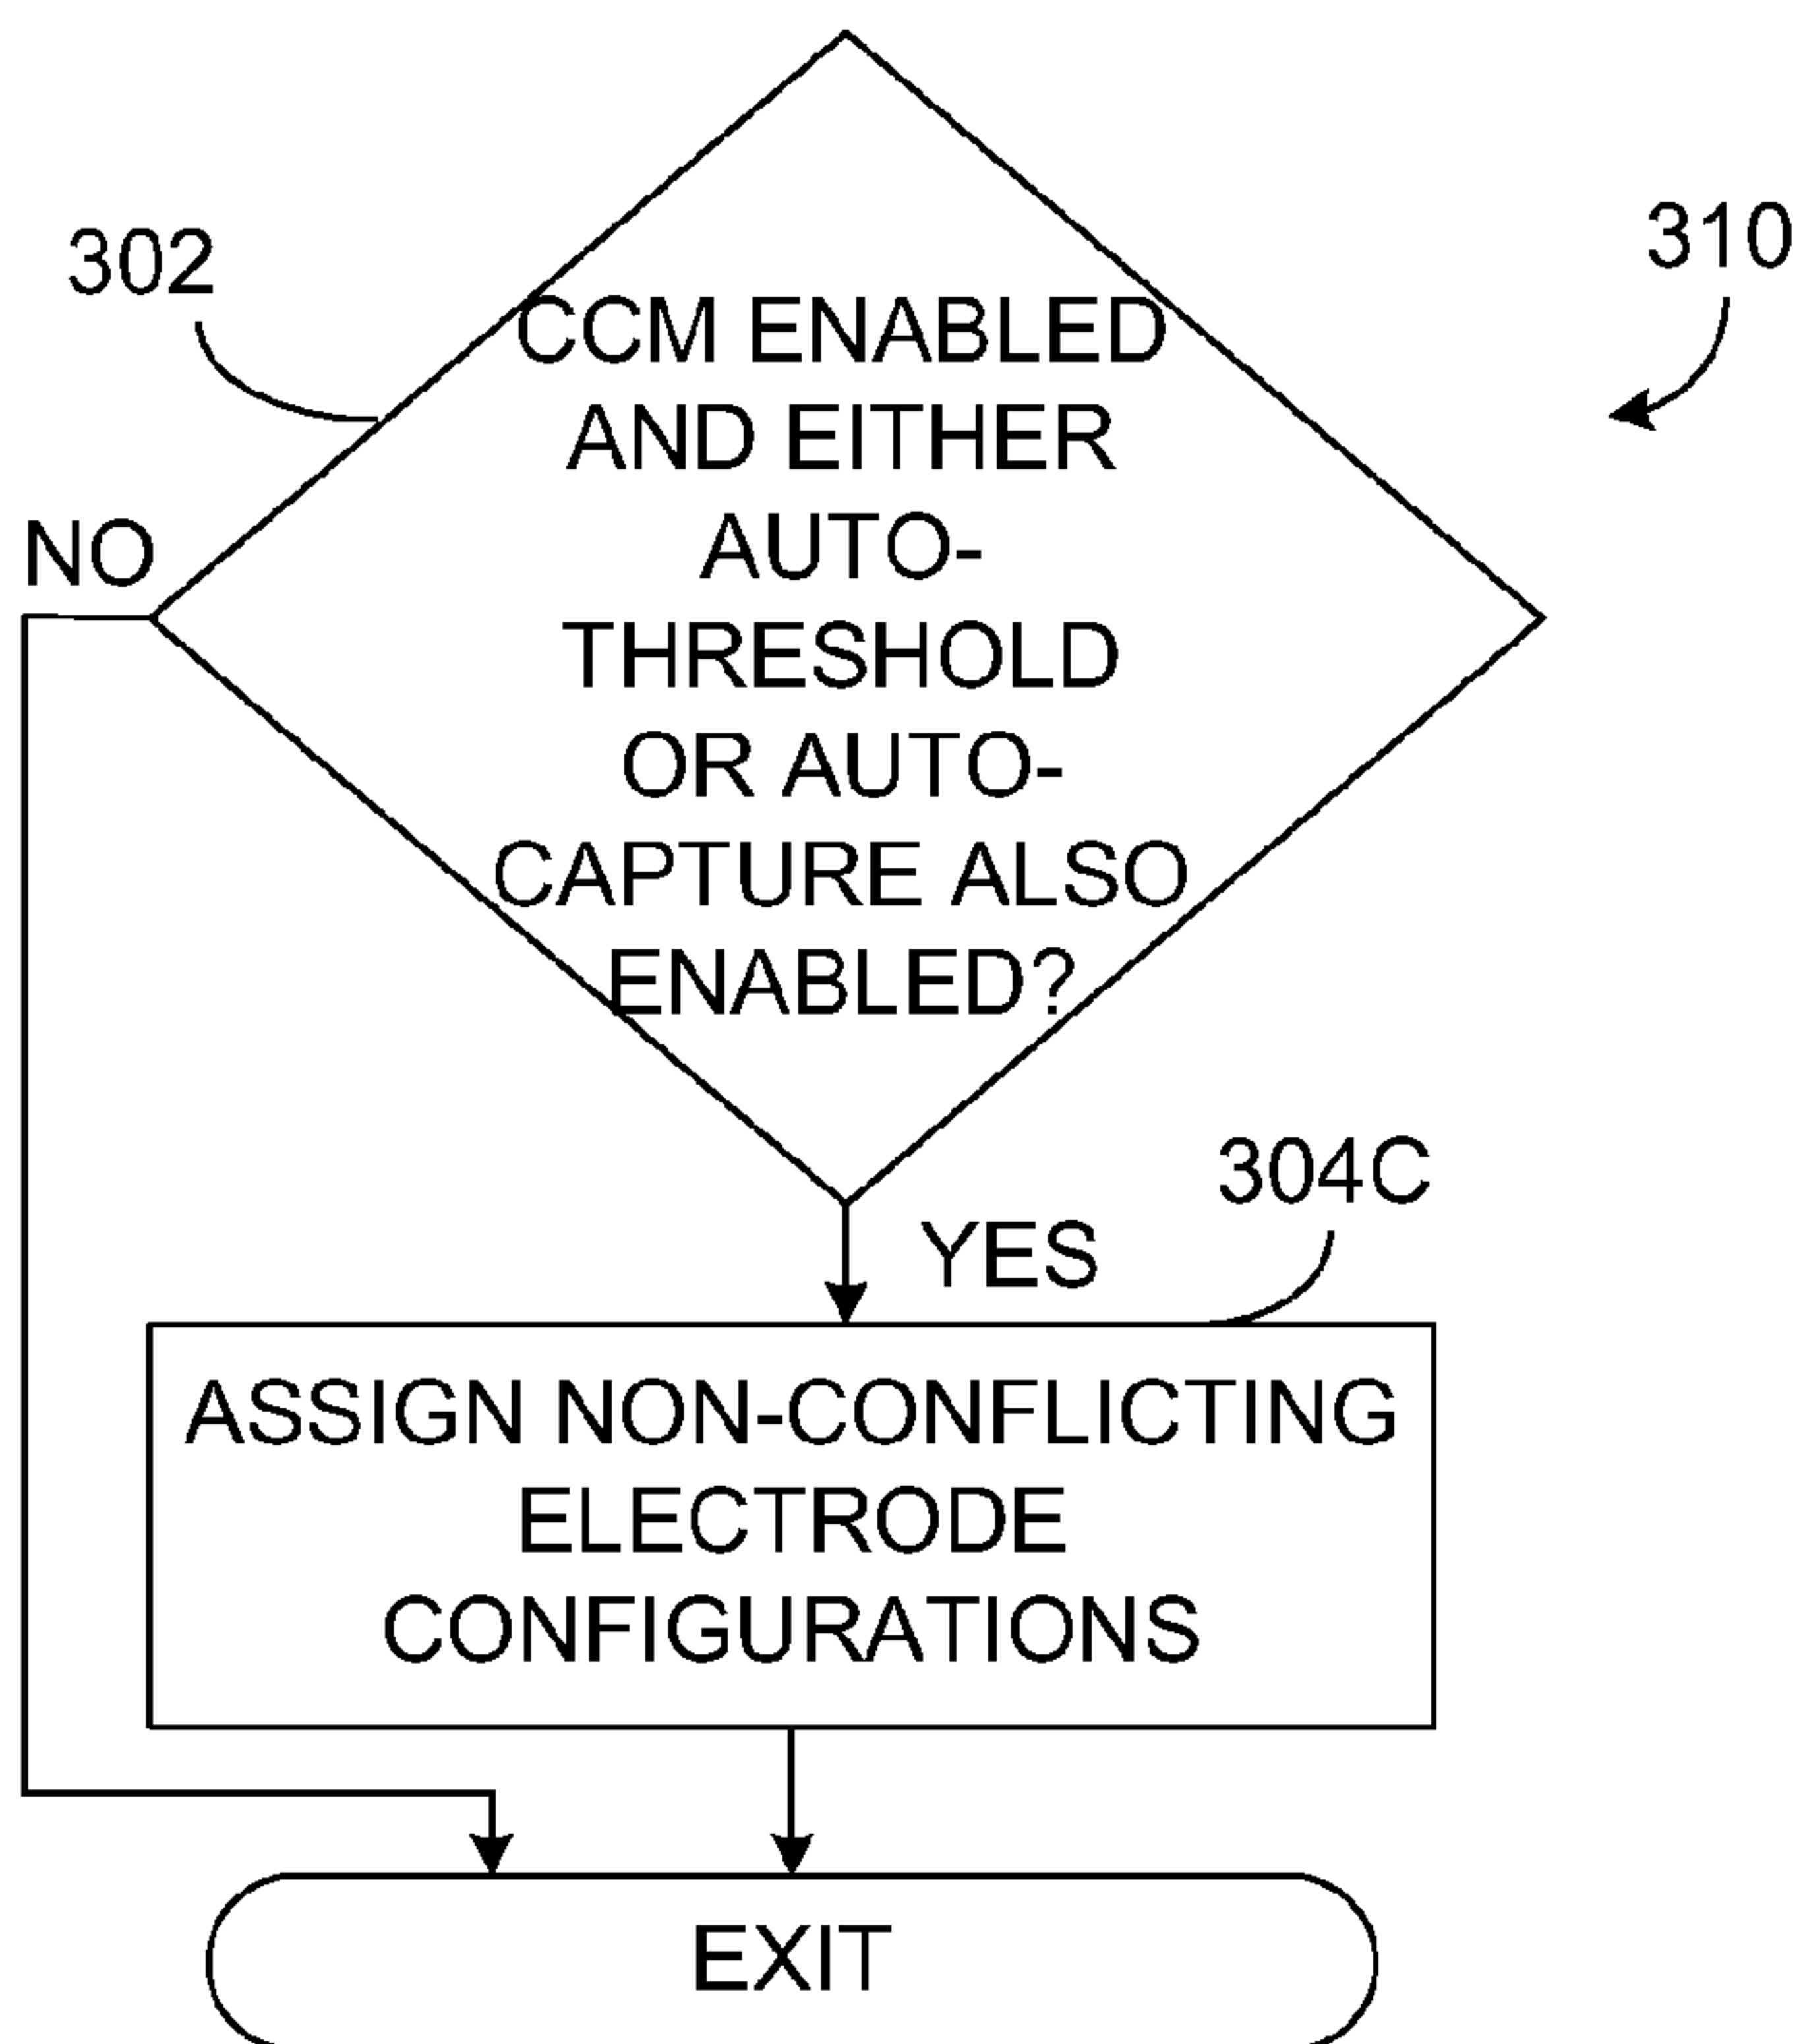 302
310
CCM ENABLED
AND EITHER
AUTO-
THRESHOLD
OR AUTO-
CAPTURE ALSO
ENABLED?
NO
YES
304C
ASSIGN NON-CONFLICTING
ELECTRODE
CONFIGURATIONS
EXIT